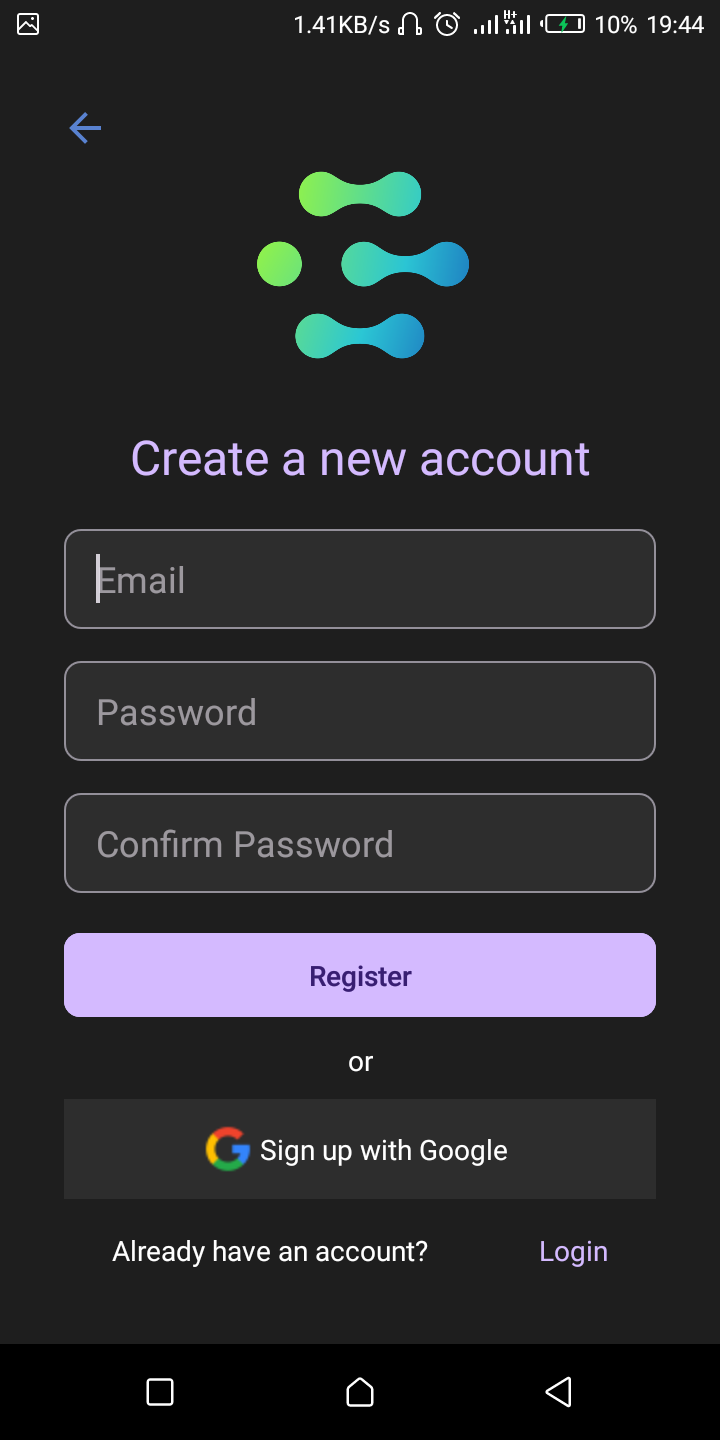 1.41KB/s H+ 10% 19:44
Create a new account
Email
Password
Confirm Password
Register
or
Sign up with Google
Already have an account? Login